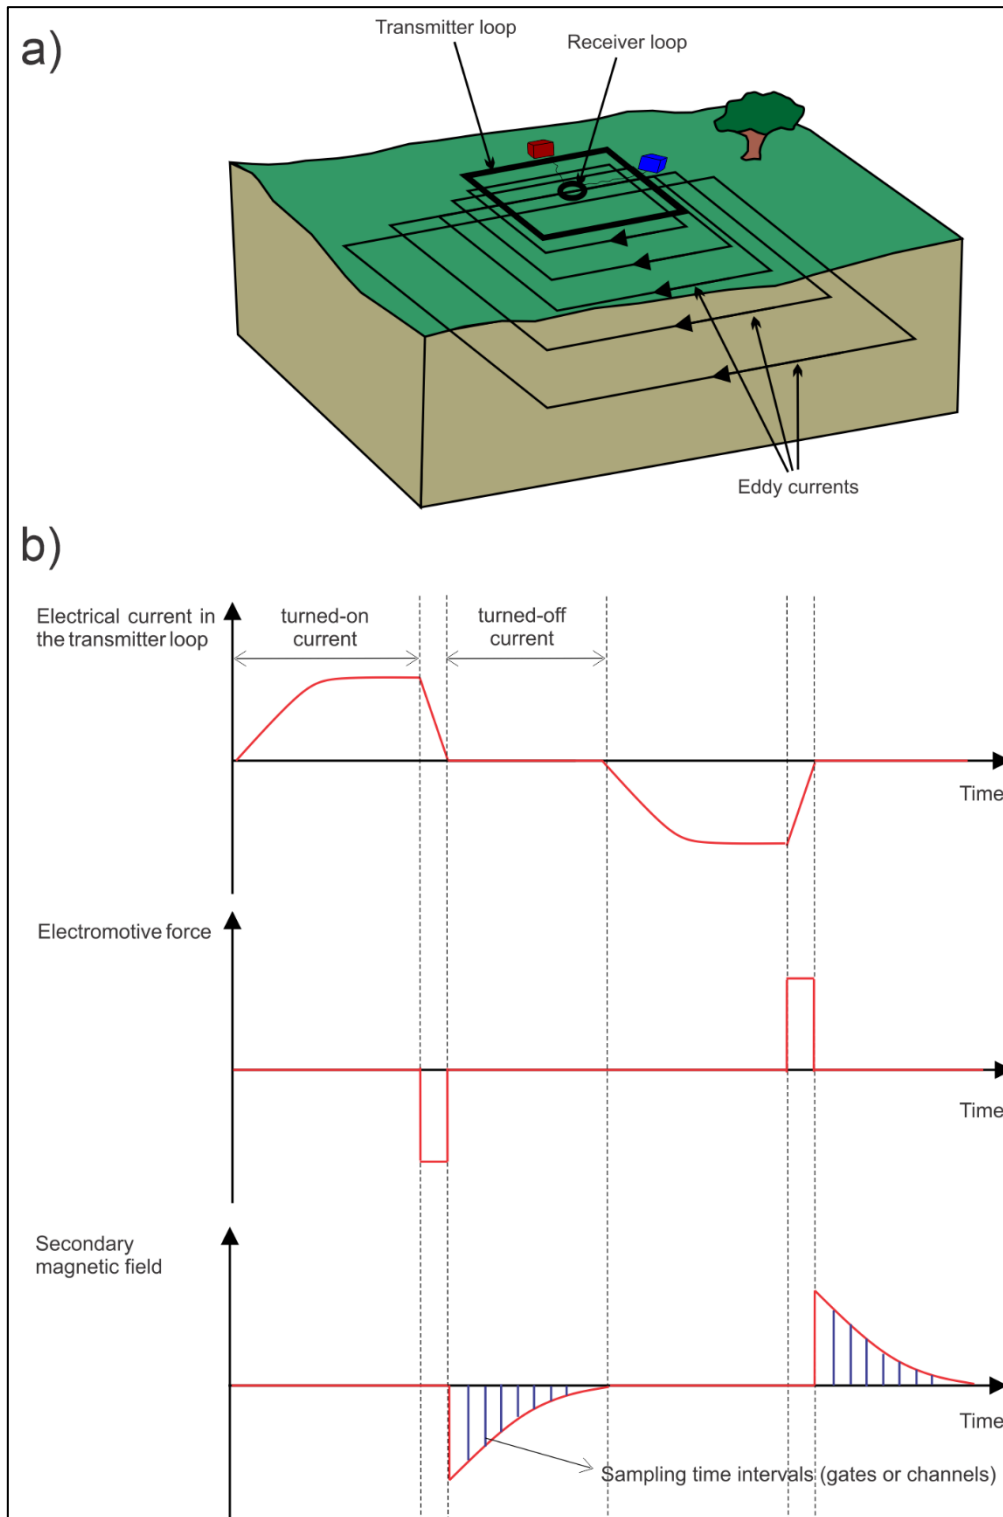 a)
Transmitter loop
Receiver loop
Eddy currents
b)
Electrical current in
the transmitter loop
turned-on
current
turned-off
current
Time
Electromotive force
Time
Secondary
magnetic field
Time
Sampling time intervals (gates or channels)